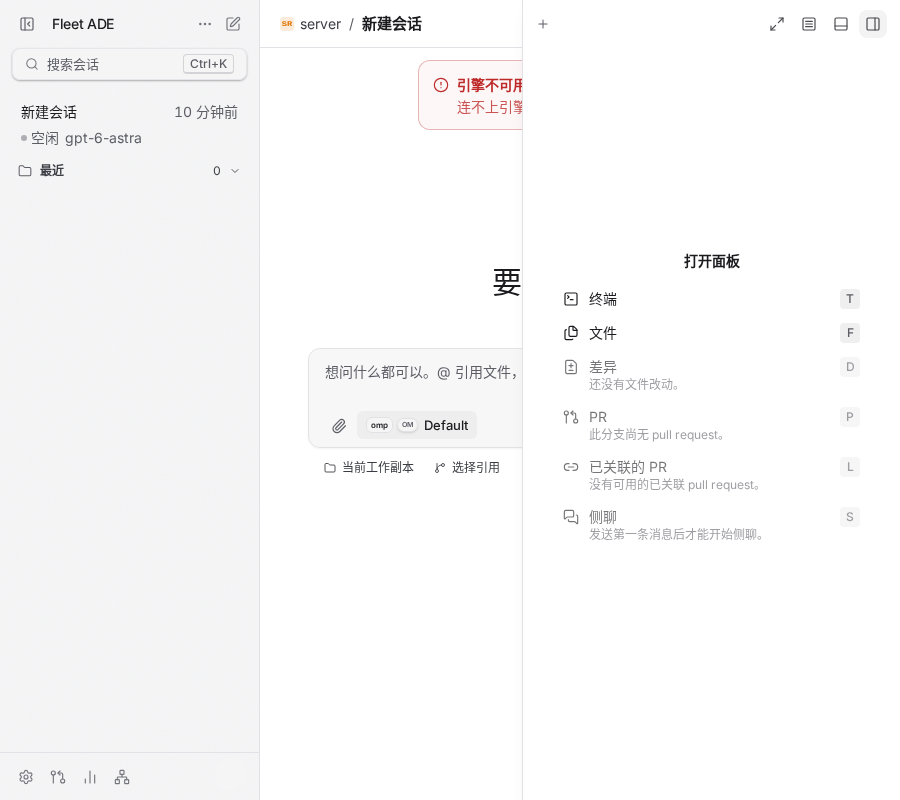 Fleet ADE
搜索会话 Ctrl+K
新建会话 10 分钟前
空闲 gpt-6-astra
最近 0
SR server / 新建会话
引擎不可用
连不上引擎
要
想问什么都可以。@ 引用文件，
omp OM Default
当前工作副本 选择引用
打开面板
终端 T
文件 F
差异 D
还没有文件改动。
PR P
此分支尚无 pull request。
已关联的 PR L
没有可用的已关联 pull request。
侧聊 S
发送第一条消息后才能开始侧聊。